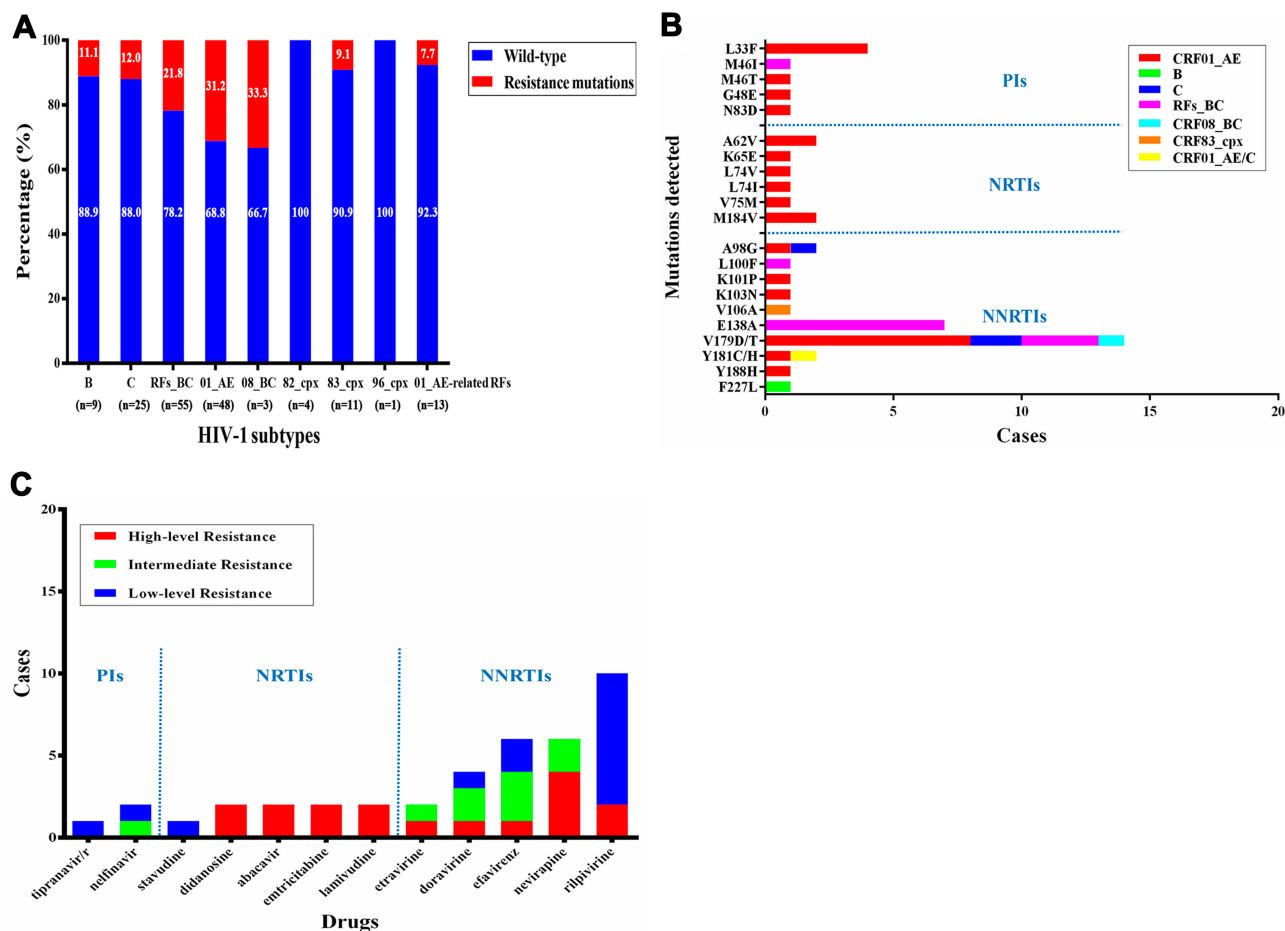 A
Wild-type
Resistance mutations
Percentage (%)
100
80
60
40
20
0
11.1
12.0
21.8
31.2
33.3
9.1
7.7
88.9
88.0
78.2
68.8
66.7
100
90.9
100
92.3
B C RFs_BC 01_AE 08_BC 82_cpx 83_cpx 96_cpx 01_AE-related RFs
(n=9) (n=25) (n=55) (n=48) (n=3) (n=4) (n=11) (n=1) (n=13)
HIV-1 subtypes
B
Mutations detected
L33F
M46I
M46T
G48E
N83D
A62V
K65E
L74V
L74I
V75M
M184V
A98G
L100F
K101P
K103N
V106A
E138A
V179D/T
Y181C/H
Y188H
F227L
PIs
NRTIs
NNRTIs
CRF01_AE
B
C
RFs_BC
CRF08_BC
CRF83_cpx
CRF01_AE/C
0 5 10 15 20
Cases
C
High-level Resistance
Intermediate Resistance
Low-level Resistance
Cases
20
15
10
5
0
PIs
NRTIs
NNRTIs
tipranavir/r
nelfinavir
stavudine
didanosine
abacavir
emtricitabine
lamivudine
etravirine
doravirine
efavirenz
nevirapine
rilpivirine
Drugs